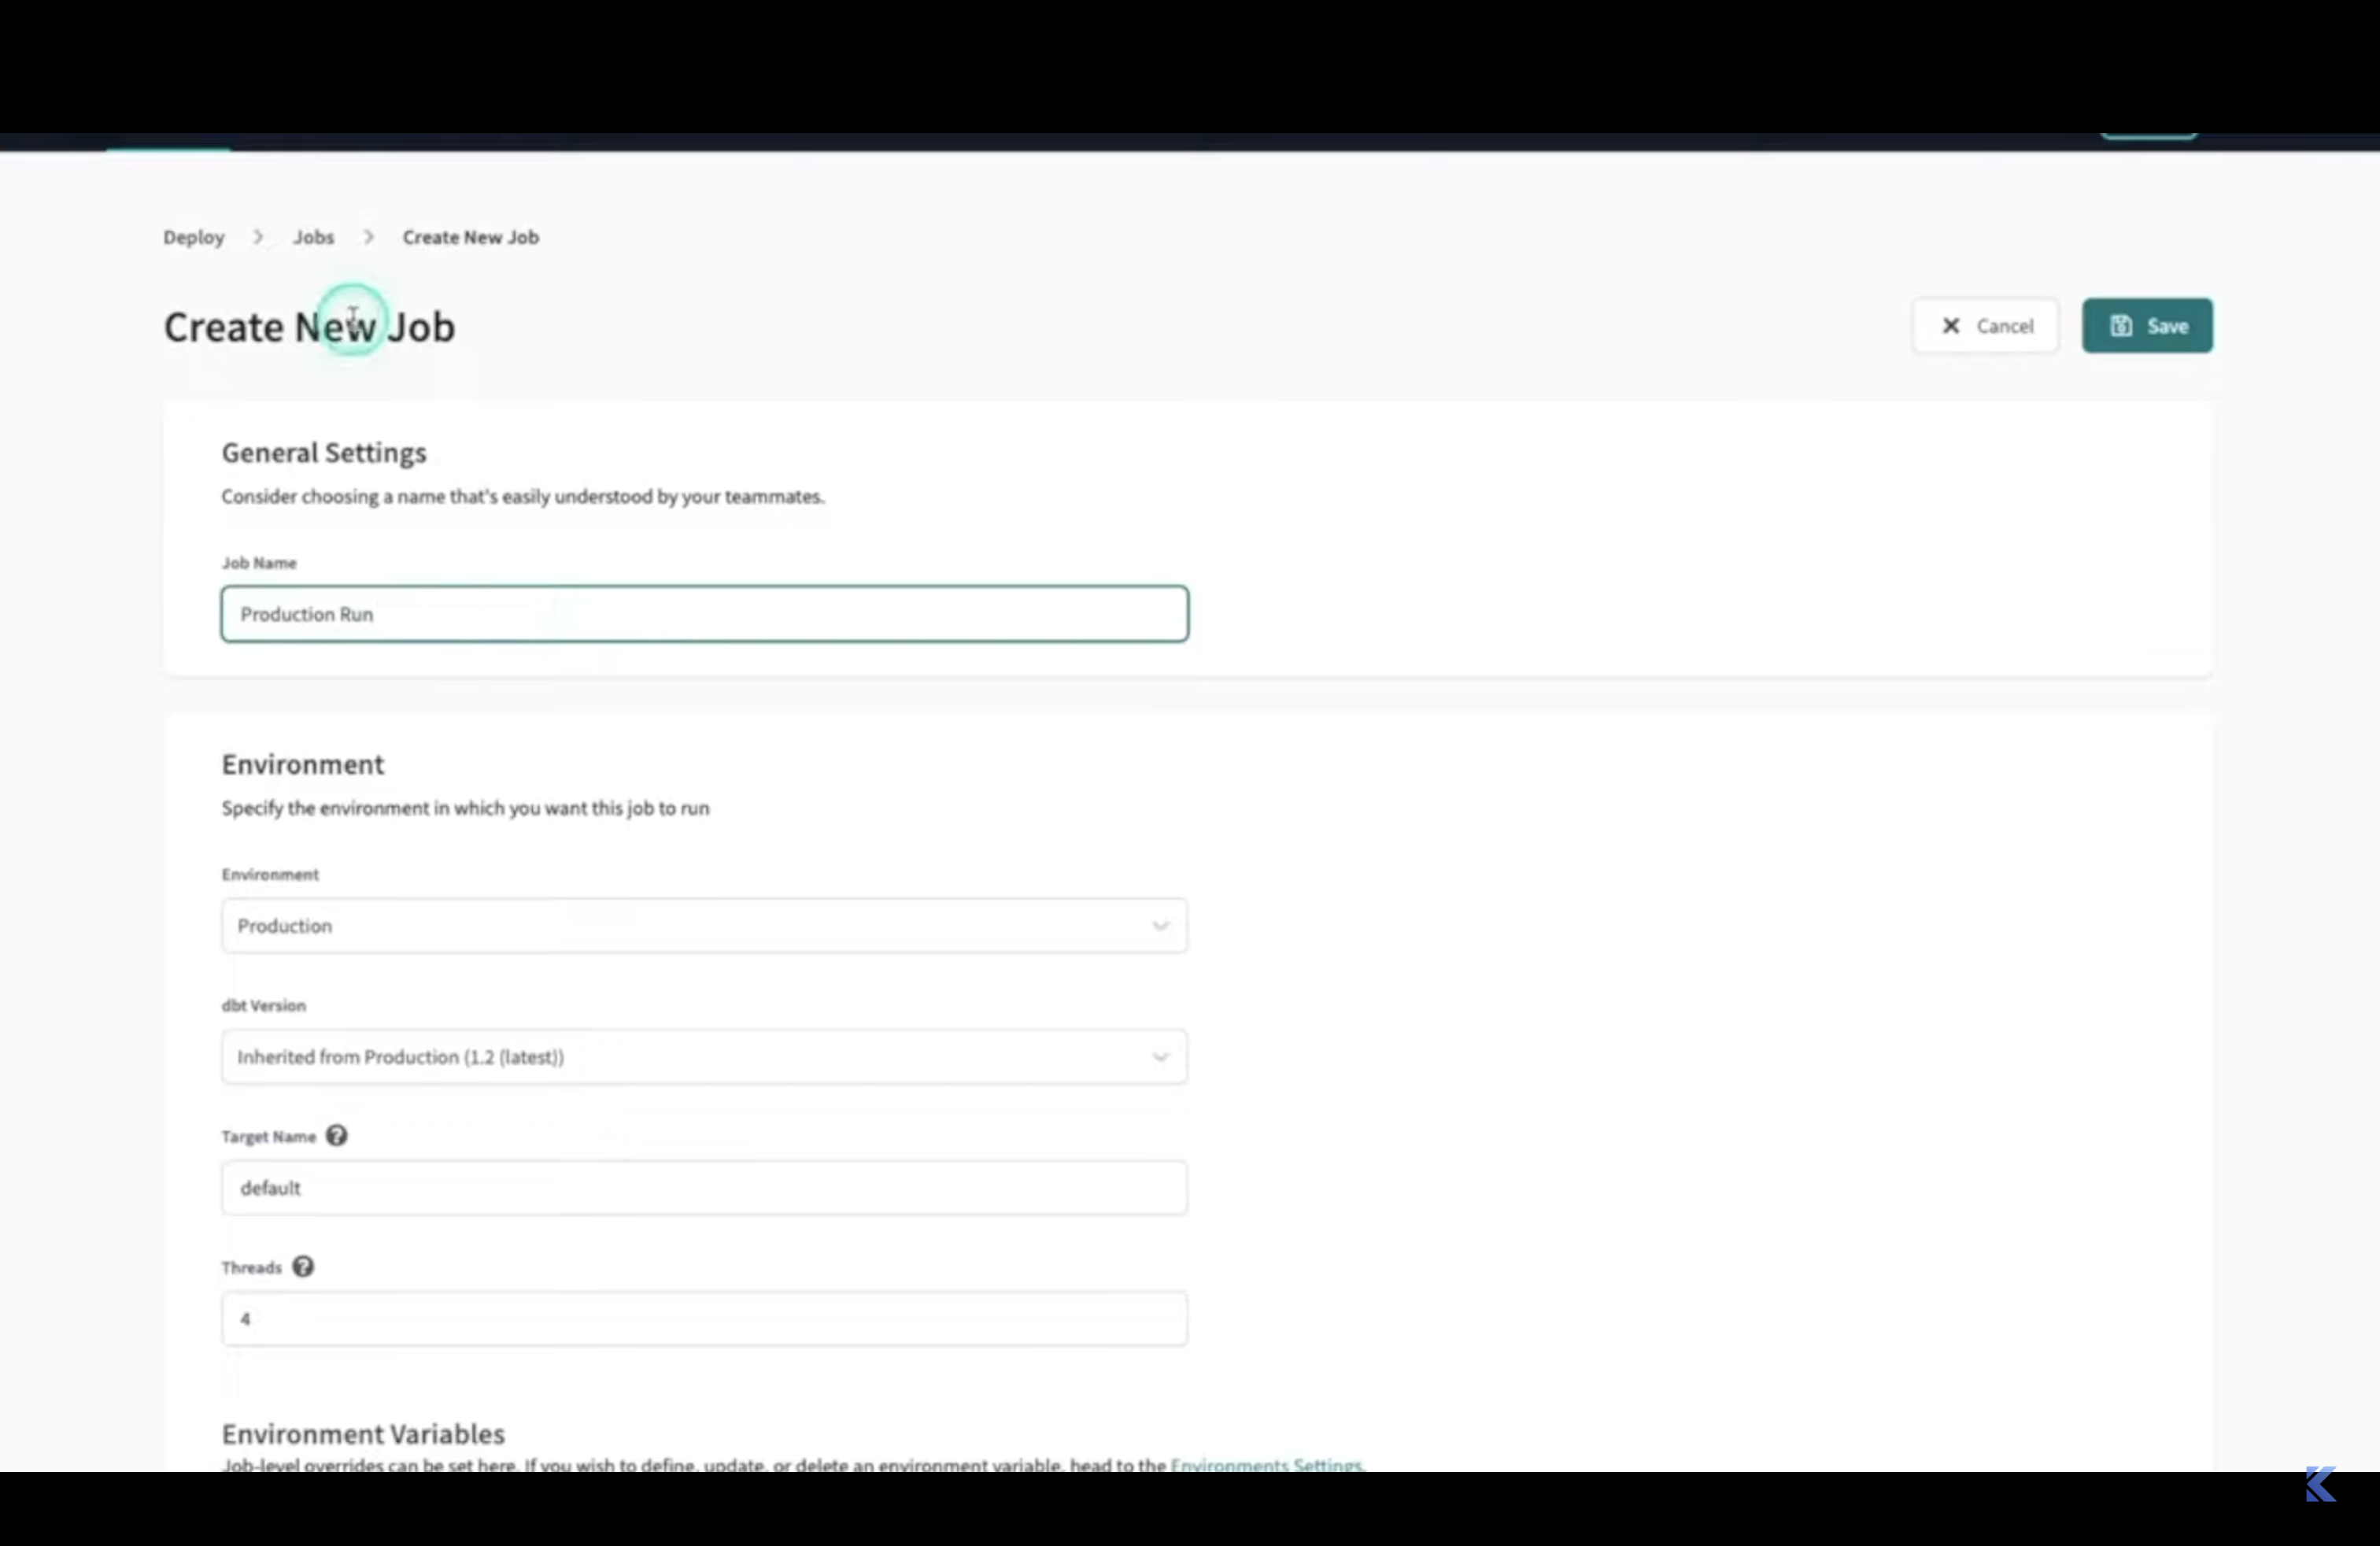 Deploy > Jobs > Create New Job
Create New Job
Cancel
Save
General Settings
Consider choosing a name that's easily understood by your teammates.
Job Name
Production Run
Environment
Specify the environment in which you want this job to run
Environment
Production
dbt Version
Inherited from Production (1.2 (latest))
Target Name
default
Threads
4
Environment Variables
Job-level overrides can be set here. If you wish to define, update, or delete an environment variable, head to the Environments Settings.